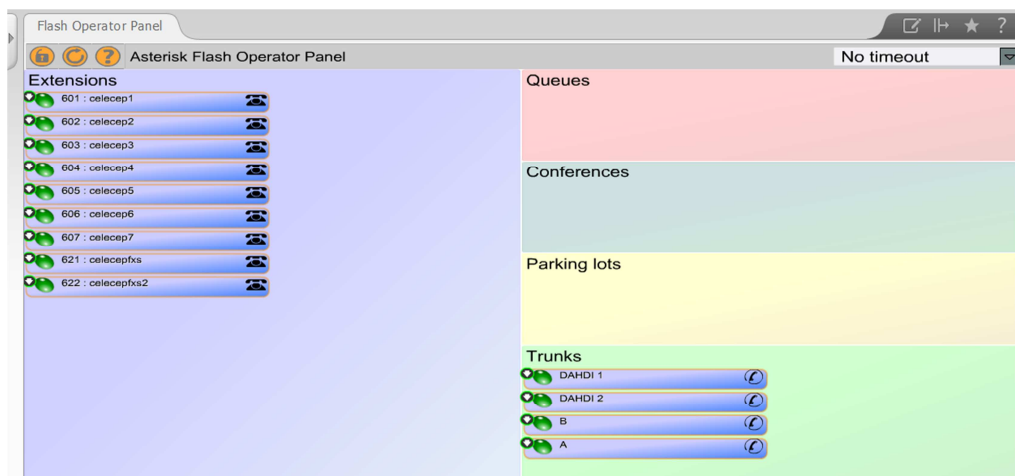 Flash Operator Panel
?
? Asterisk Flash Operator Panel
No timeout
Extensions
601 : celecep1
602 : celecep2
603 : celecep3
604 : celecep4
605 : celecep5
606 : celecep6
607 : celecep7
621 : celecepfxs
622 : celecepfxs2
Queues
Conferences
Parking lots
Trunks
DAHDI 1
DAHDI 2
B
A